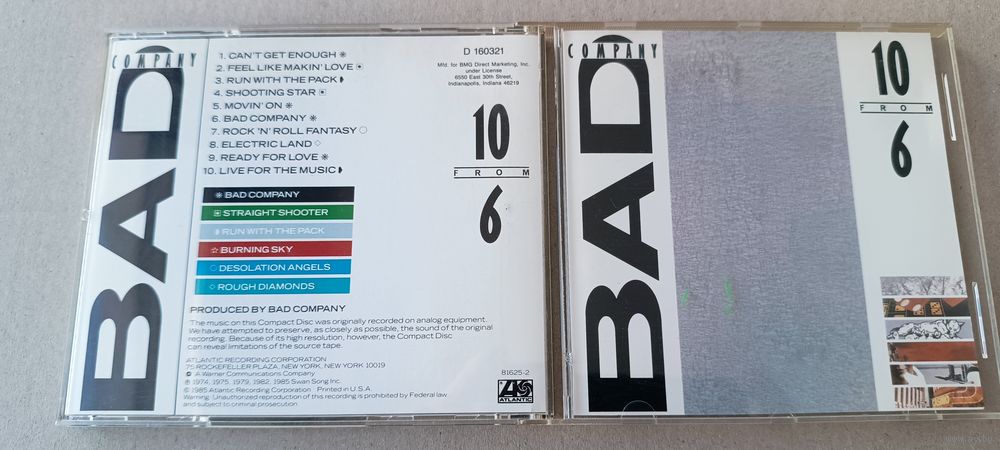 BAD
COMPANY
1. CAN'T GET ENOUGH
2. FEEL LIKE MAKIN' LOVE
3. RUN WITH THE PACK
4. SHOOTING STAR
5. MOVIN' ON
6. BAD COMPANY
7. ROCK 'N' ROLL FANTASY
8. ELECTRIC LAND
9. READY FOR LOVE
10. LIVE FOR THE MUSIC
D 160321
Mfd. for BMG Direct Marketing, Inc.
under License
6550 East 30th Street,
Indianapolis, Indiana 46219
10
FROM
6
BAD COMPANY
STRAIGHT SHOOTER
RUN WITH THE PACK
BURNING SKY
DESOLATION ANGELS
ROUGH DIAMONDS
PRODUCED BY BAD COMPANY
The music on this Compact Disc was originally recorded on analog equipment.
We have attempted to preserve, as closely as possible, the sound of the original
recording. Because of its high resolution, however, the Compact Disc
can reveal limitations of the source tape.
ATLANTIC RECORDING CORPORATION
75 ROCKEFELLER PLAZA, NEW YORK, NEW YORK 10019
A Warner Communications Company
℗ 1974, 1975, 1979, 1982, 1985 Swan Song Inc.
© 1985 Atlantic Recording Corporation Printed in U.S.A.
Warning: Unauthorized reproduction of this recording is prohibited by Federal law
and subject to criminal prosecution.
81625-2
ATLANTIC
BAD
COMPANY
10
FROM
6